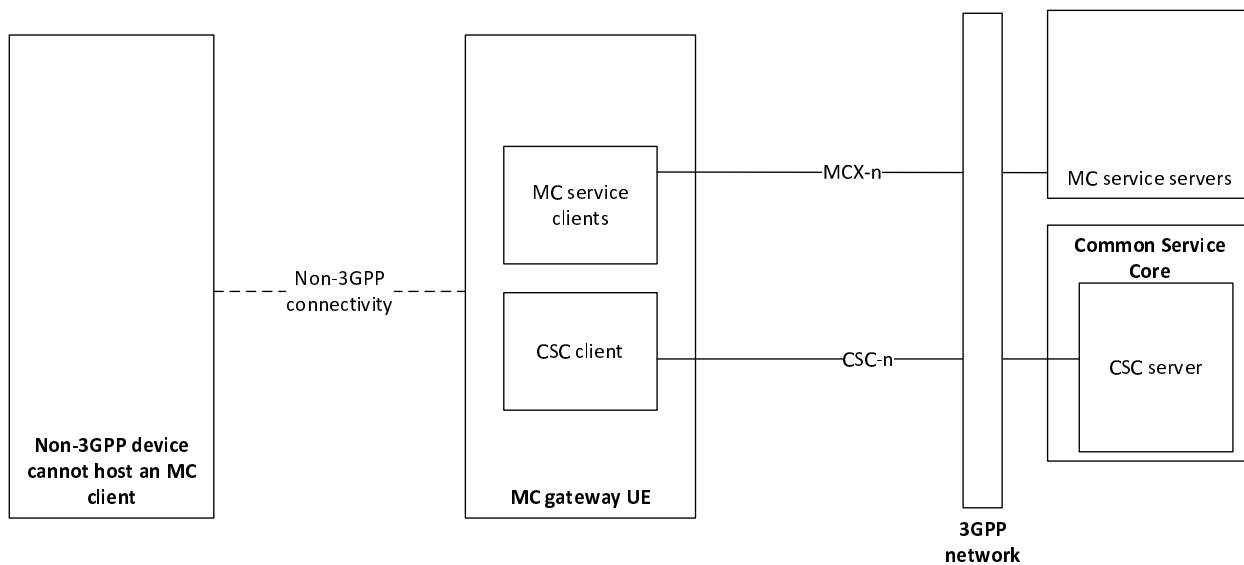 Non-3GPP device
cannot host an MC
client
Non-3GPP
connectivity
MC service
clients
CSC client
MC gateway UE
MCX-n
CSC-n
3GPP
network
MC service servers
Common Service
Core
CSC server